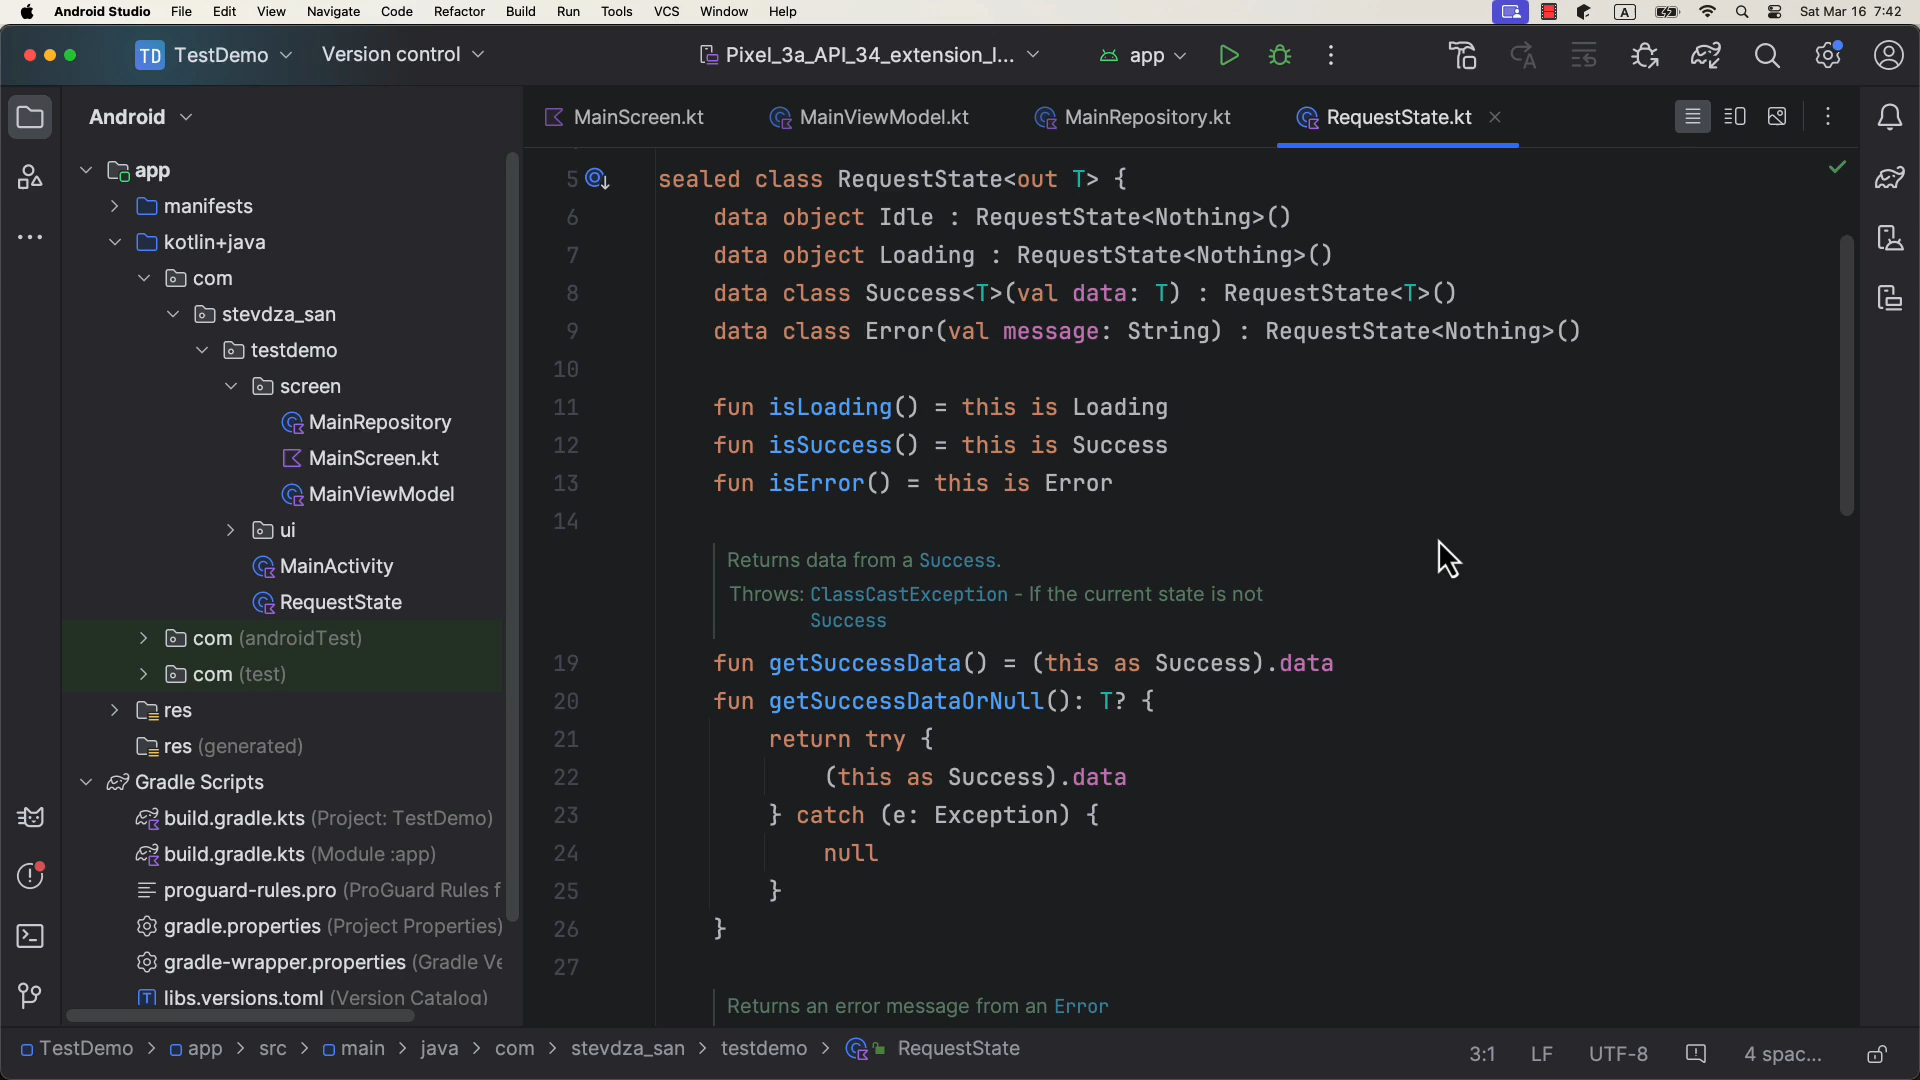 Android Studio File Edit View Navigate Code Refactor Build Run Tools VCS Window Help A Sat Mar 16 7:42
TD TestDemo Version control Pixel_3a_API_34_extension_l... app
Android
MainScreen.kt MainViewModel.kt MainRepository.kt RequestState.kt
app
manifests
kotlin+java
com
stevdza_san
testdemo
screen
MainRepository
MainScreen.kt
MainViewModel
ui
MainActivity
RequestState
com (androidTest)
com (test)
res
res (generated)
Gradle Scripts
build.gradle.kts (Project: TestDemo)
build.gradle.kts (Module :app)
proguard-rules.pro (ProGuard Rules f
gradle.properties (Project Properties)
gradle-wrapper.properties (Gradle Ve
libs.versions.toml (Version Catalog)
5 sealed class RequestState<out T> {
6 data object Idle : RequestState<Nothing>()
7 data object Loading : RequestState<Nothing>()
8 data class Success<T>(val data: T) : RequestState<T>()
9 data class Error(val message: String) : RequestState<Nothing>()
10
11 fun isLoading() = this is Loading
12 fun isSuccess() = this is Success
13 fun isError() = this is Error
14
Returns data from a Success.
Throws: ClassCastException - If the current state is not
Success
19 fun getSuccessData() = (this as Success).data
20 fun getSuccessDataOrNull(): T? {
21 return try {
22 (this as Success).data
23 } catch (e: Exception) {
24 null
25 }
26 }
27
Returns an error message from an Error
TestDemo > app > src > main > java > com > stevdza_san > testdemo > RequestState 3:1 LF UTF-8 4 spac...